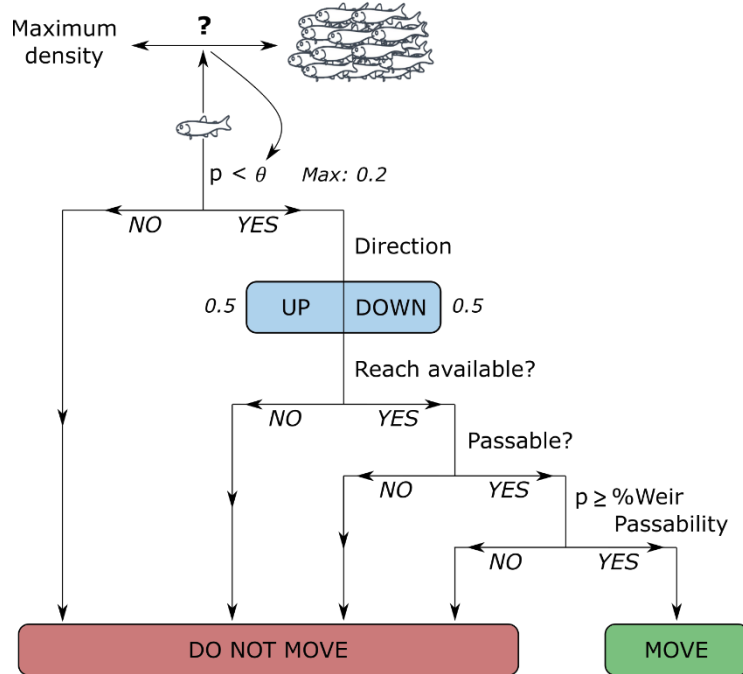 Maximum
density
?
p < θ
Max: 0.2
NO
YES
Direction
0.5
UP
DOWN
0.5
Reach available?
NO
YES
Passable?
NO
YES
p ≥ %Weir
Passability
NO
YES
DO NOT MOVE
MOVE